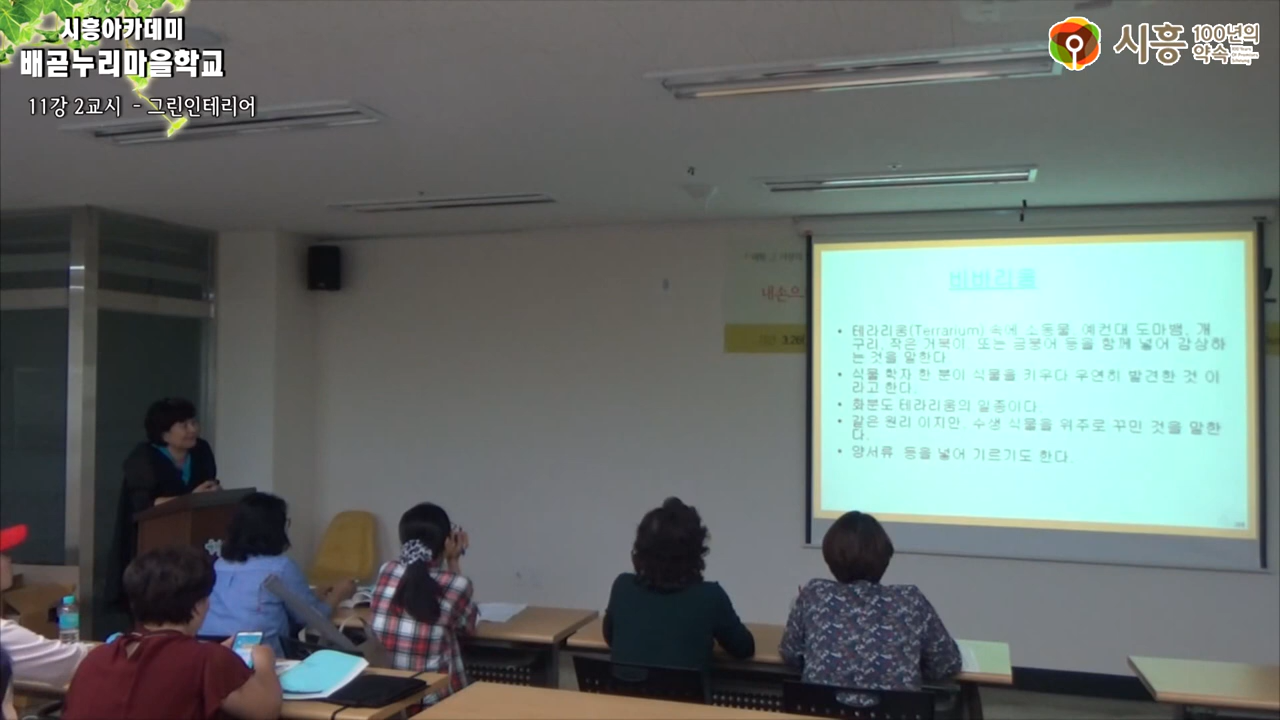 시흥아카데미
배곧누리마을학교
11강 2교시 - 그린인테리어
시흥 100년의
약속
내손으
3.26(
비바리움
• 테라리움(Terrarium) 속에 소동물, 예컨대 도마뱀, 개
구리, 작은 거북이 또는 금붕어 등을 함께 넣어 감상하
는 것을 말한다
• 식물 학자 한 분이 식물을 키우다 우연히 발견한 것 이
라고 한다.
• 화분도 테라리움의 일종이다.
• 같은 원리 이지만 수생 식물을 위주로 꾸민 것을 말한
다.
• 양서류 등을 넣어 기르기도 한다.